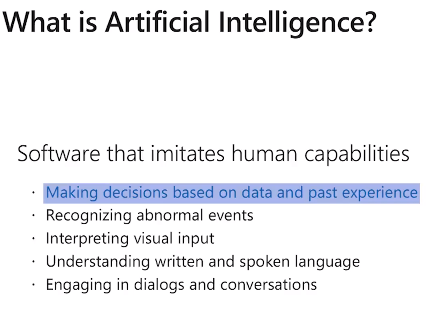 What is Artificial Intelligence?
Software that imitates human capabilities
· Making decisions based on data and past experience
· Recognizing abnormal events
· Interpreting visual input
· Understanding written and spoken language
· Engaging in dialogs and conversations